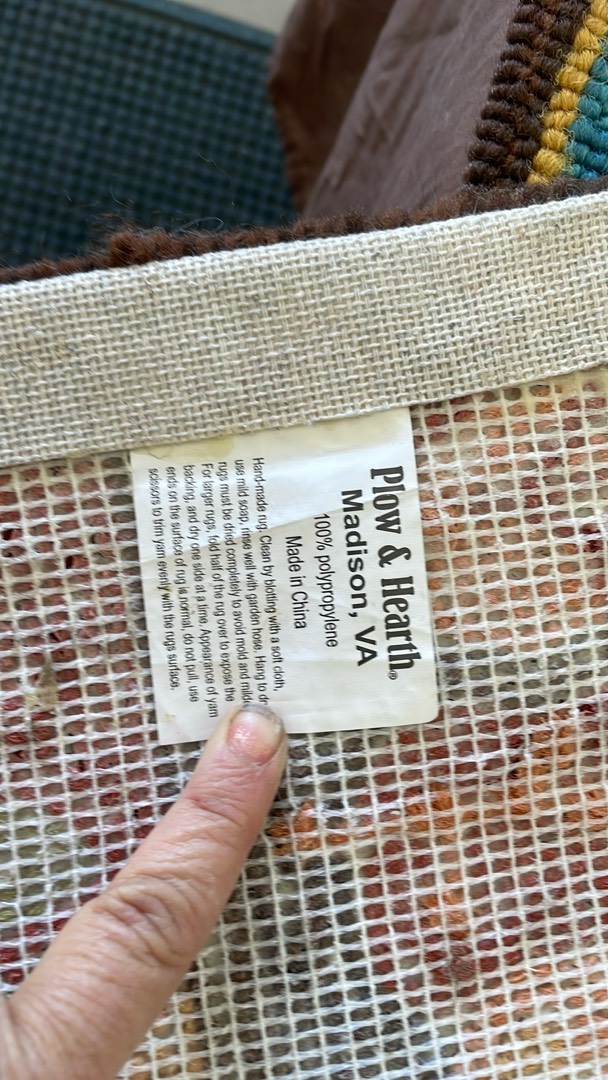 Plow & Hearth®
Madison, VA
100% polypropylene
Made in China
Hand-made rug. Clean by blotting with a soft cloth,
use mild soap, rinse well with garden hose. Hang to
rugs must be dried completely to avoid mold and
For larger rugs, fold half of the rug over to expose the
backing, and dry one side at a time. Appearance of yarn
ends on the surface of rug is normal, do not pull, use
scissors to trim yarn evenly with the rugs surface.